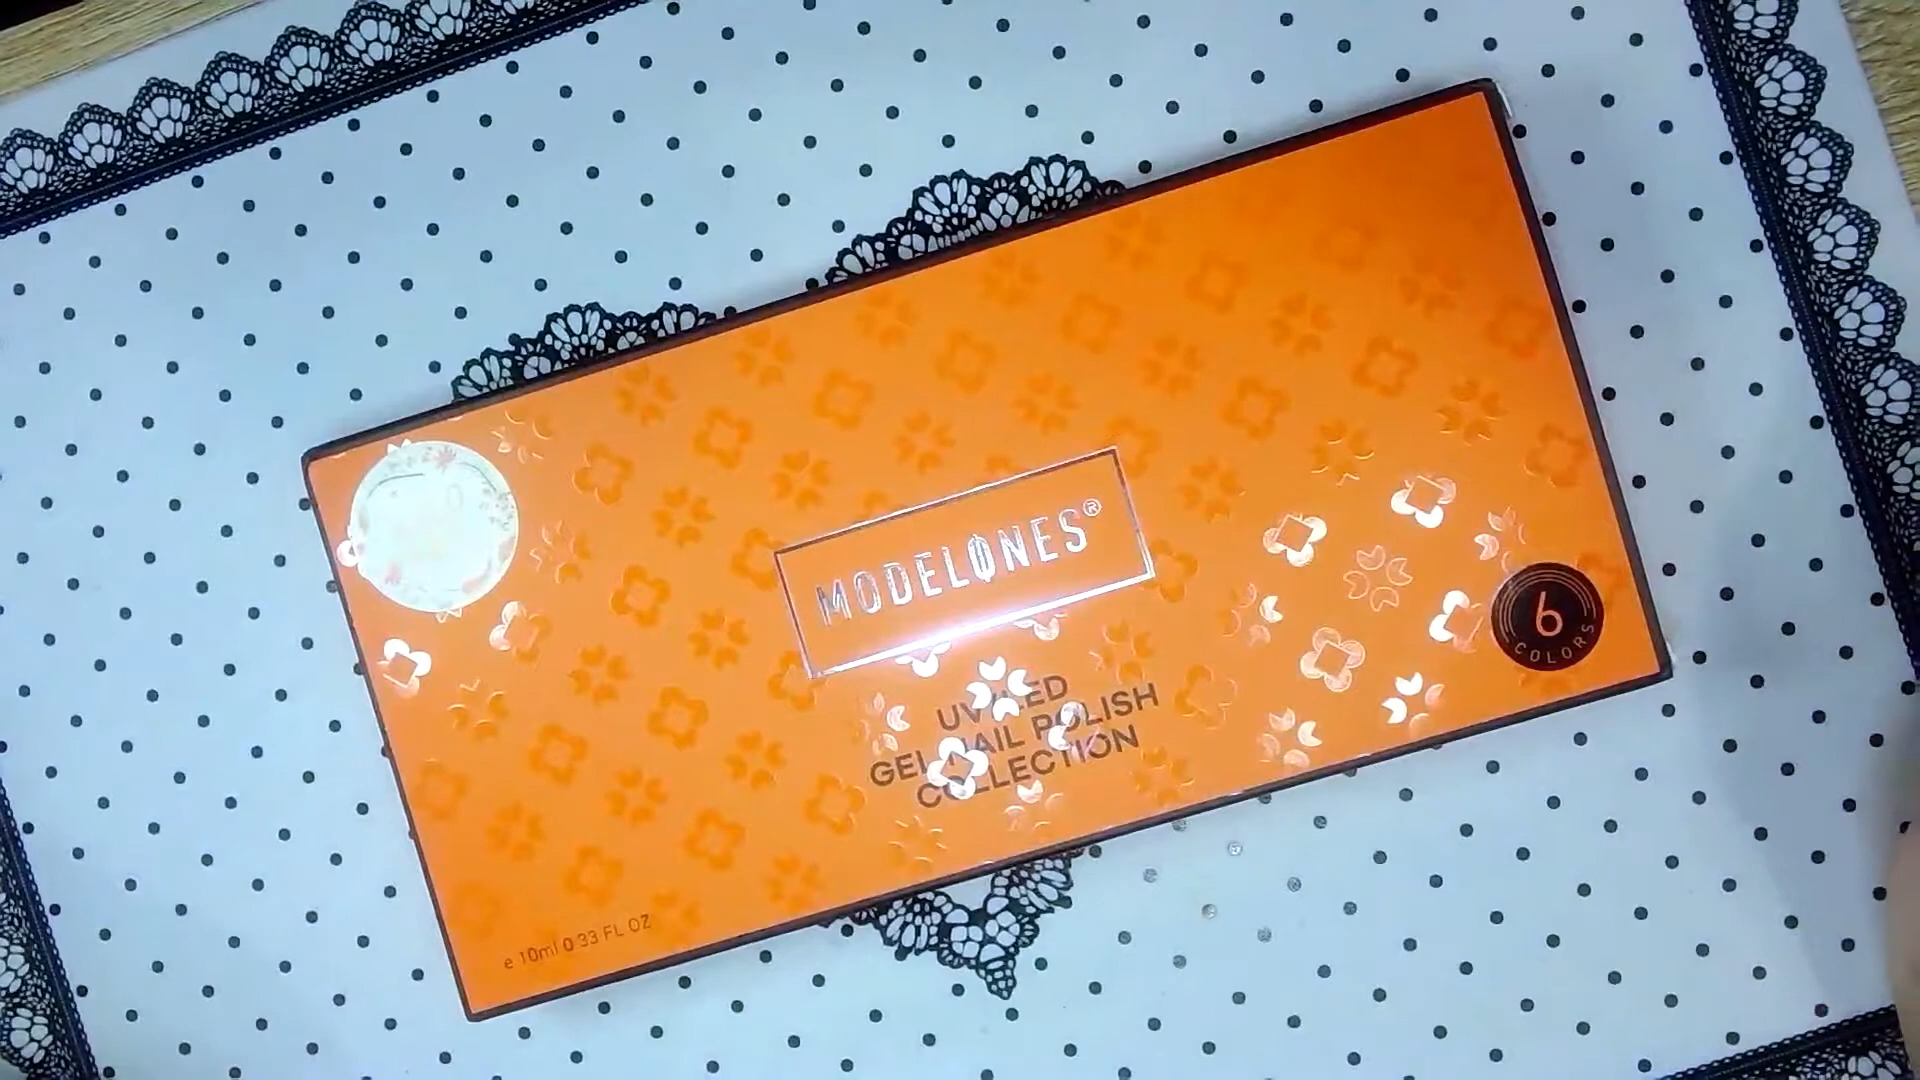 MODELONES®
UV/LED
GEL NAIL POLISH
COLLECTION
6
COLORS
e 10ml 0.33 FL OZ